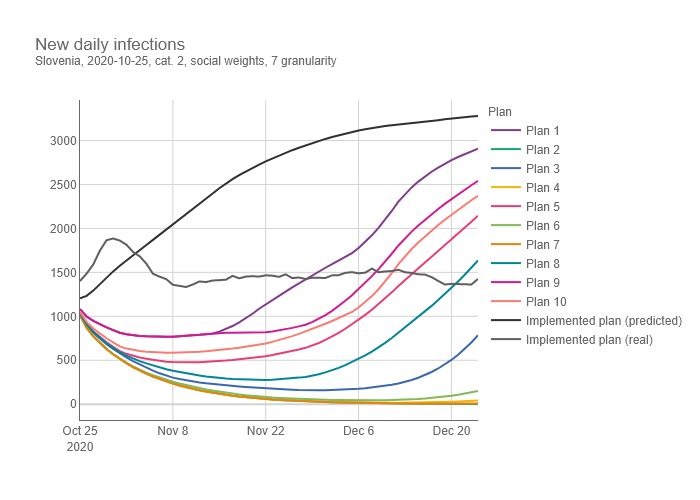 New daily infections
Slovenia, 2020-10-25, cat. 2, social weights, 7 granularity
Plan
Plan 1
Plan 2
Plan 3
Plan 4
Plan 5
Plan 6
Plan 7
Plan 8
Plan 9
Plan 10
Implemented plan (predicted)
Implemented plan (real)
3000
2500
2000
1500
1000
500
0
Oct 25
2020
Nov 8
Nov 22
Dec 6
Dec 20